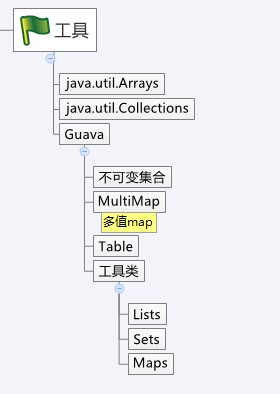 工具
java.util.Arrays
java.util.Collections
Guava
不可变集合
MultiMap
多值map
Table
工具类
Lists
Sets
Maps